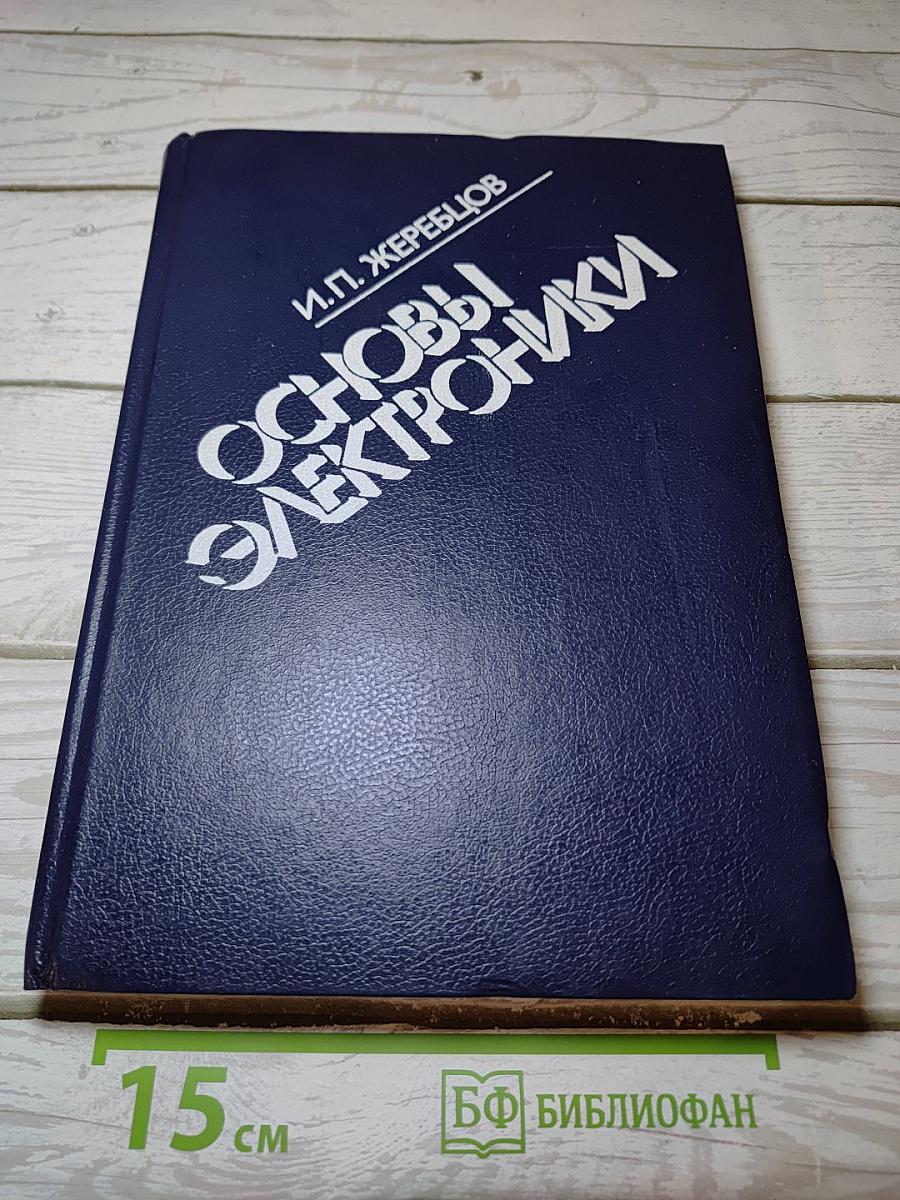 И.П. ЖЕРЕБЦОВ
ОСНОВЫ
ЭЛЕКТРОНИКИ
15 см
БФ БИБЛИОФАН